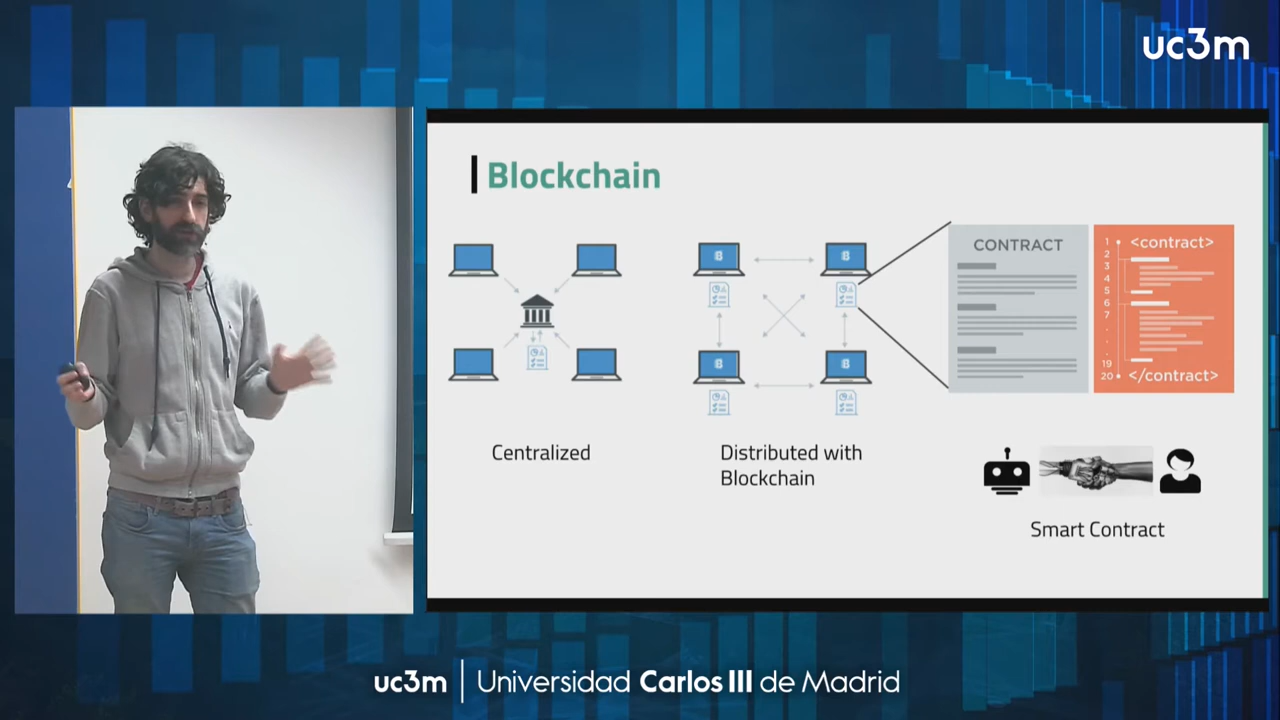 uc3m
Blockchain
CONTRACT
1
2
3
4
5
6
7
.
.
.
19
20
<contract>
</contract>
Centralized
Distributed with
Blockchain
Smart Contract
uc3m | Universidad Carlos III de Madrid